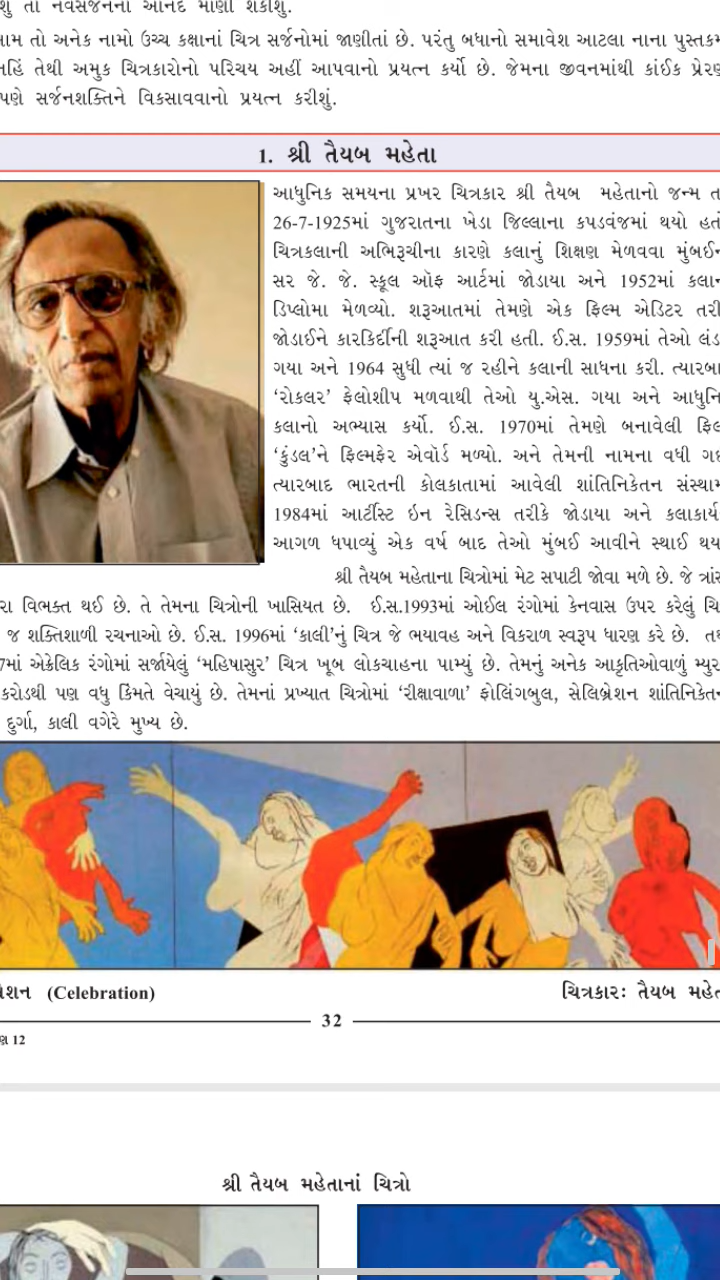 શું તો નવસર્જનનો આનંદ માણી શકીશું.
નામ તો અનેક નામો ઉચ્ચ કક્ષાનાં ચિત્ર સર્જનોમાં જાણીતાં છે. પરંતુ બધાનો સમાવેશ આટલા નાના પુસ્તકમ
નહિં તેથી અમુક ચિત્રકારોનો પરિચય અહીં આપવાનો પ્રયત્ન કર્યો છે. જેમના જીવનમાંથી કાંઈક પ્રેરણ
પણે સર્જનશક્તિને વિકસાવવાનો પ્રયત્ન કરીશું.
1. શ્રી તૈયબ મહેતા
આધુનિક સમયના પ્રખર ચિત્રકાર શ્રી તૈયબ મહેતાનો જન્મ તા
26-7-1925માં ગુજરાતના ખેડા જિલ્લાના કપડવંજમાં થયો હત
ચિત્રકલાની અભિરૂચીના કારણે કલાનું શિક્ષણ મેળવવા મુંબઈન
સર જે. જે. સ્કૂલ ઑફ આર્ટમાં જોડાયા અને 1952માં કલાન
ડિપ્લોમા મેળવ્યો. શરૂઆતમાં તેમણે એક ફિલ્મ એડિટર તરી
જોડાઈને કારકિર્દીની શરૂઆત કરી હતી. ઈ.સ. 1959માં તેઓ લંડ
ગયા અને 1964 સુધી ત્યાં જ રહીને કલાની સાધના કરી. ત્યારબા
‘રોકલર’ ફેલોશીપ મળવાથી તેઓ યુ.એસ. ગયા અને આધુનિ
કલાનો અભ્યાસ કર્યો. ઈ.સ. 1970માં તેમણે બનાવેલી ફિલ
‘કુંડલ’ને ફિલ્મફેર એવૉર્ડ મળ્યો. અને તેમની નામના વધી ગઈ
ત્યારબાદ ભારતની કોલકાતામાં આવેલી શાંતિનિકેતન સંસ્થામ
1984માં આર્ટીસ્ટ ઇન રેસિડન્સ તરીકે જોડાયા અને કલાકાર્ય
આગળ ધપાવ્યું એક વર્ષ બાદ તેઓ મુંબઈ આવીને સ્થાઈ થય
શ્રી તૈયબ મહેતાના ચિત્રોમાં મેટ સપાટી જોવા મળે છે. જે ત્રાંસ
રા વિભક્ત થઈ છે. તે તેમના ચિત્રોની ખાસિયત છે. ઈ.સ.1993માં ઓઈલ રંગોમાં કેનવાસ ઉપર કરેલું ચિ
જ શક્તિશાળી રચનાઓ છે. ઈ.સ. 1996માં ‘કાલી’નું ચિત્ર જે ભયાવહ અને વિકરાળ સ્વરૂપ ધારણ કરે છે. તથ
7માં એક્રેલિક રંગોમાં સર્જાયેલું ‘મહિષાસુર’ ચિત્ર ખૂબ લોકચાહના પામ્યું છે. તેમનું અનેક આકૃતિઓવાળું મ્યુર
કરોડથી પણ વધુ કિંમતે વેચાયું છે. તેમનાં પ્રખ્યાત ચિત્રોમાં ‘રીક્ષાવાળા’ ફોલિંગબુલ, સેલિબ્રેશન શાંતિનિકેતન
દુર્ગા, કાલી વગેરે મુખ્ય છે.
શન (Celebration)
ચિત્રકારઃ તૈયબ મહેતા
32
ણ 12
શ્રી તૈયબ મહેતાનાં ચિત્રો